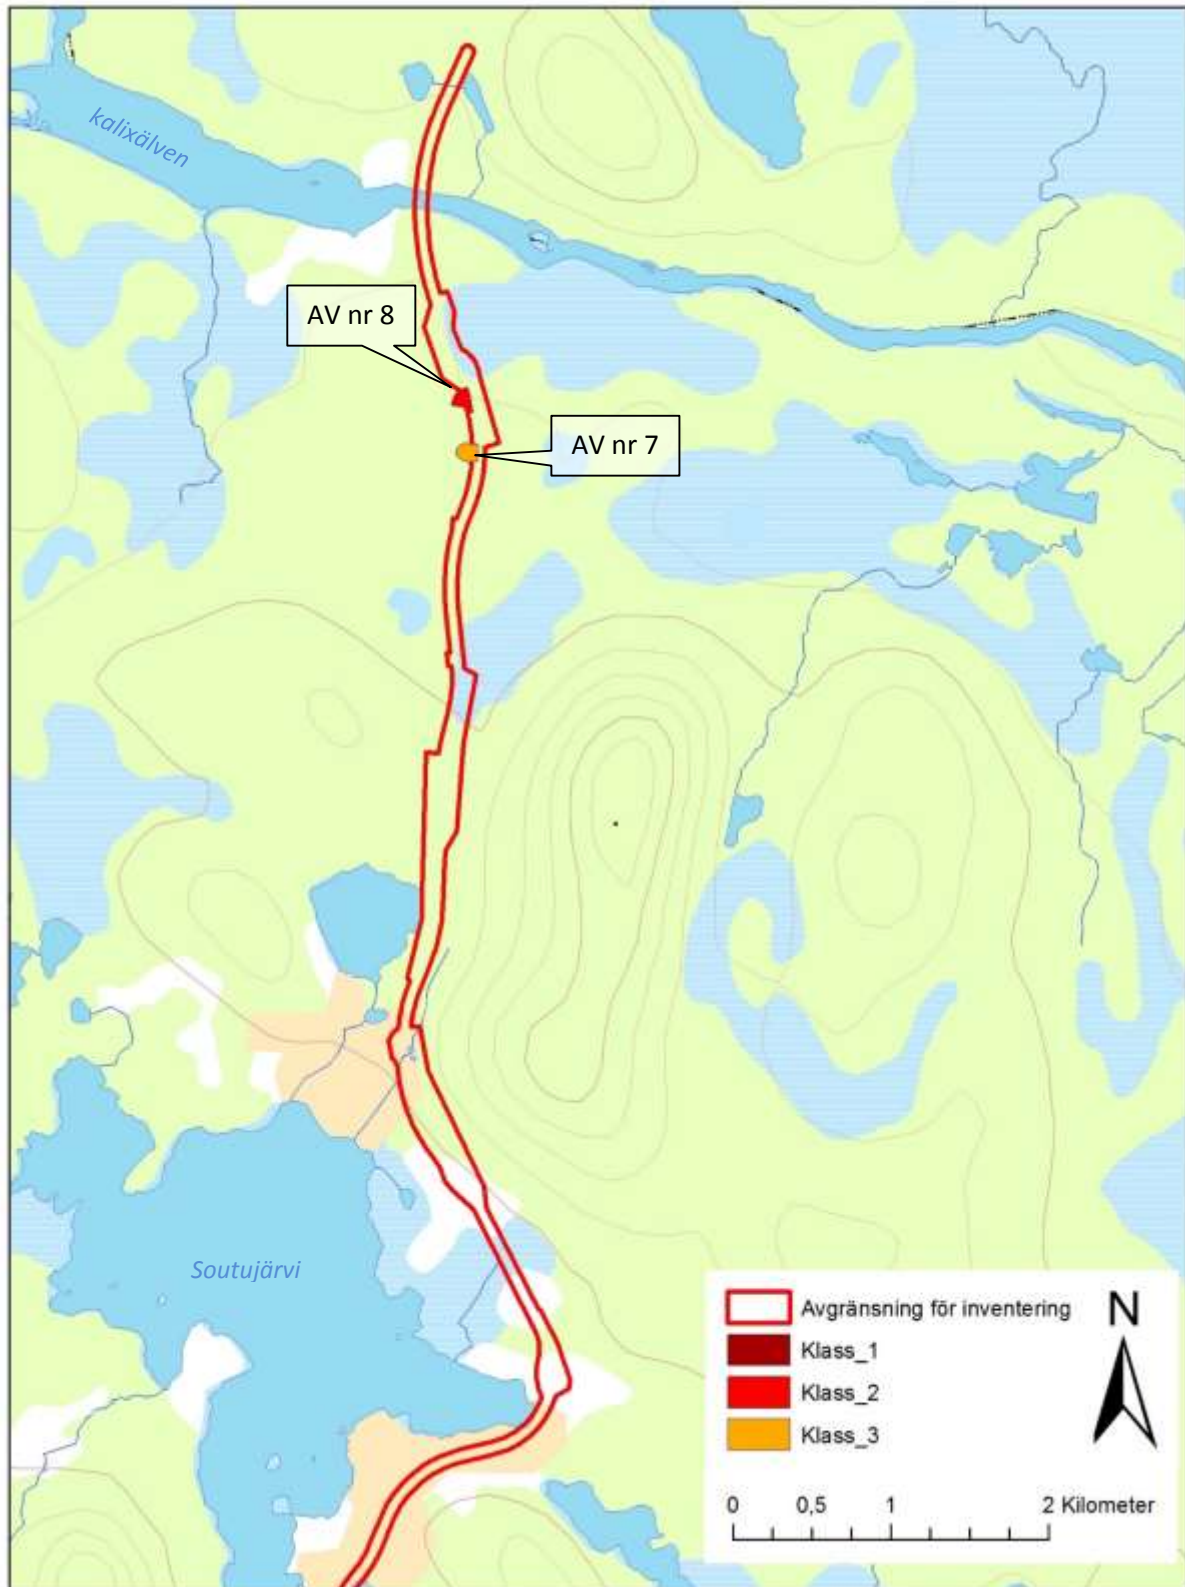 kalixälven
AV nr 8
AV nr 7
Soutujärvi
Avgränsning för inventering
Klass_1
Klass_2
Klass_3
N
0 0,5 1 2 Kilometer